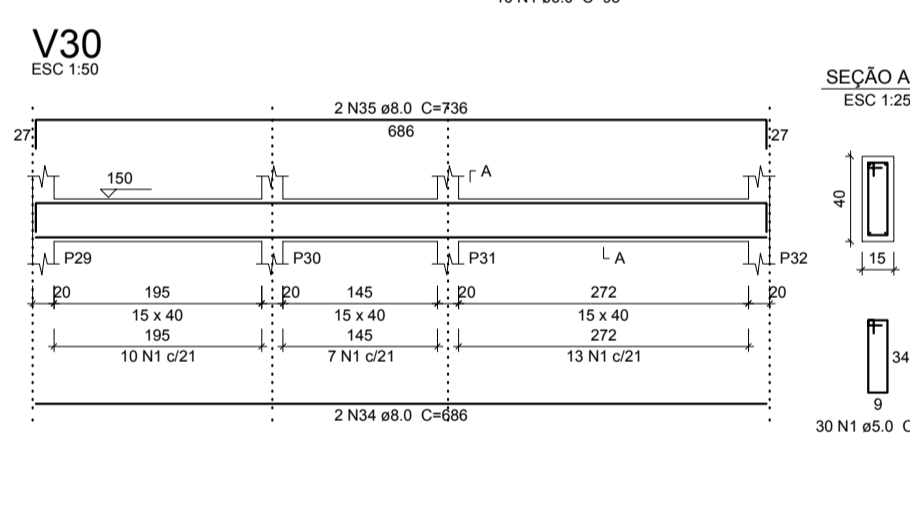 V30
ESC 1:50
SEÇÃO A
ESC 1:25
2 N35 ø8.0 C=736
27 686 27
150
A
40
P29 P30 P31 A P32
15
20 195 20 145 20 272 20
15 x 40 15 x 40 15 x 40
195 145 272
10 N1 c/21 7 N1 c/21 13 N1 c/21
34
9
2 N34 ø8.0 C=686
30 N1 ø5.0 C